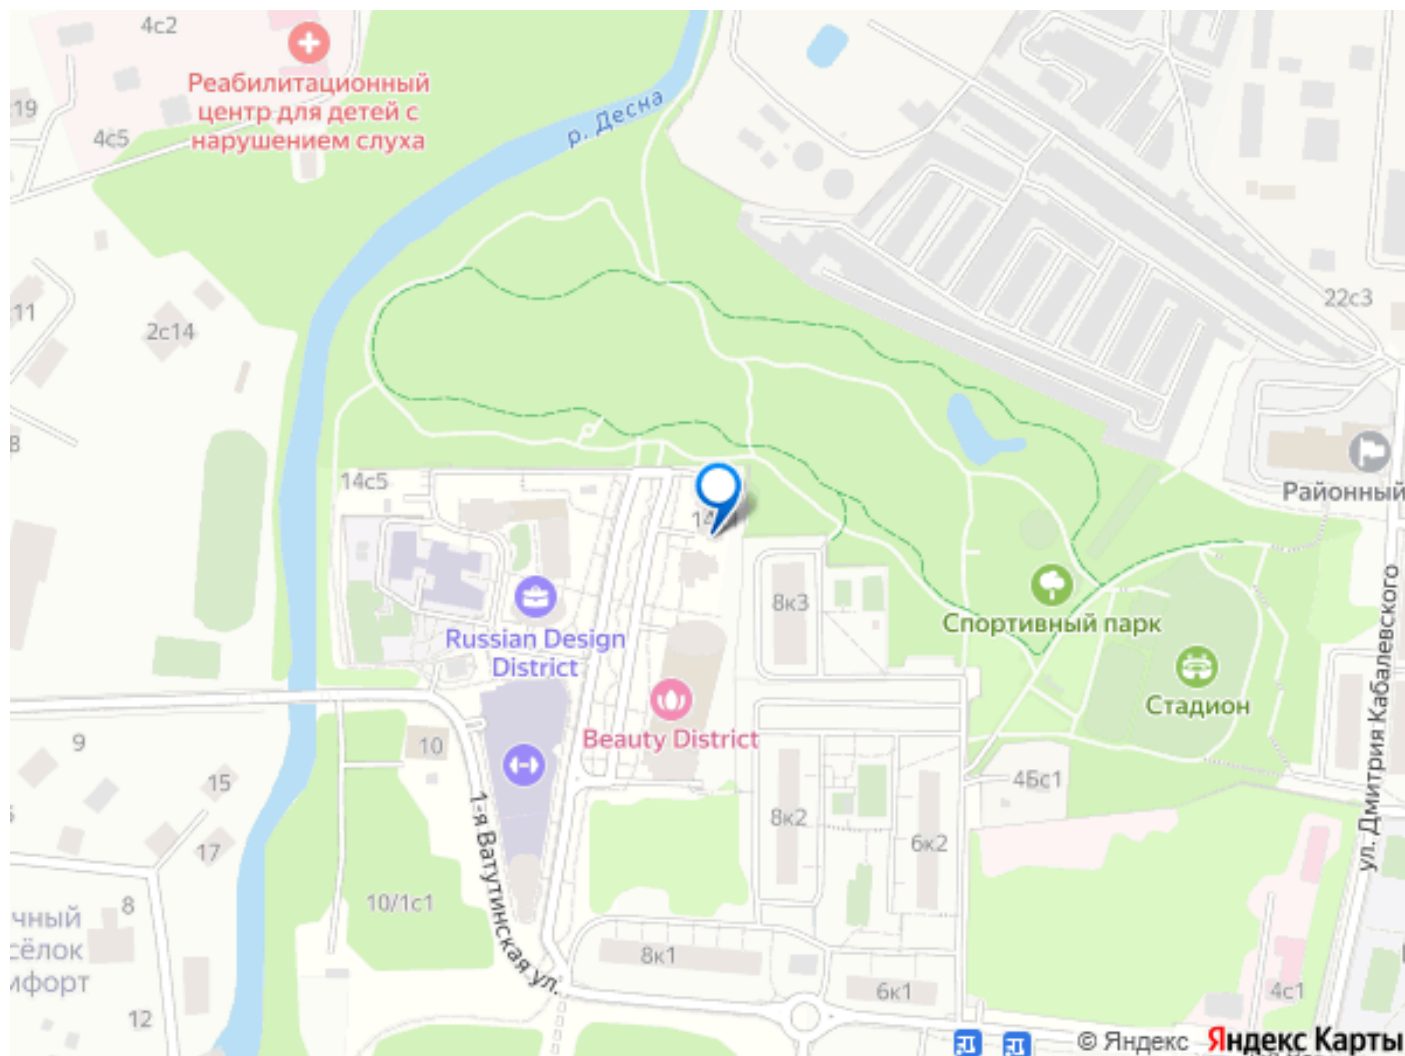 4с2
Реабилитационный
центр для детей с
нарушением слуха
19
4с5
р. Десна
11
2с14
22с3
14с5
Районный
8к3
Russian Design
District
Спортивный парк
Стадион
Beauty District
9
10
15
17
8
4Бс1
8к2
6к2
1-я Ватутинская ул.
ул. Дмитрия Кабалевского
10/1с1
чный
сёлок
мфорт
12
8к1
6к1
4с1
© Яндекс Яндекс Карты